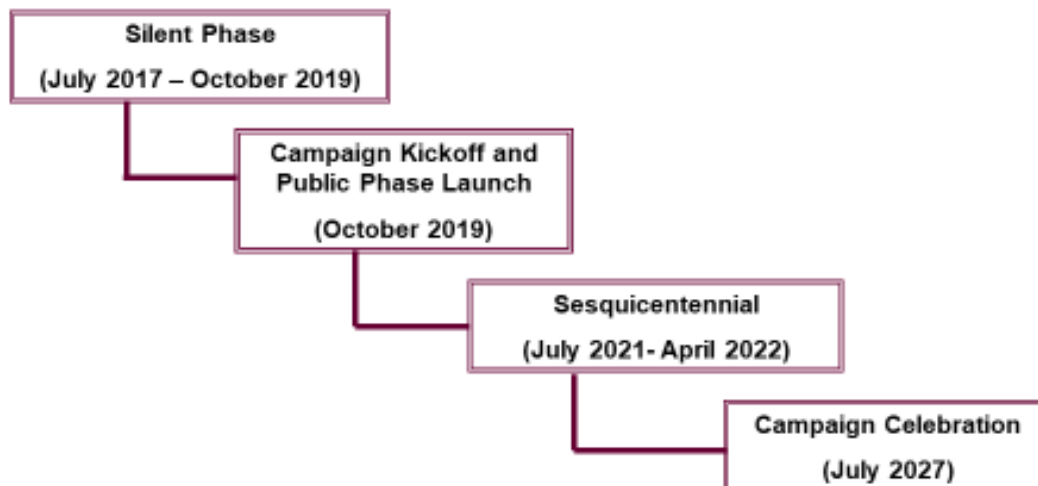 Silent Phase
(July 2017 – October 2019)
Campaign Kickoff and
Public Phase Launch
(October 2019)
Sesquicentennial
(July 2021- April 2022)
Campaign Celebration
(July 2027)